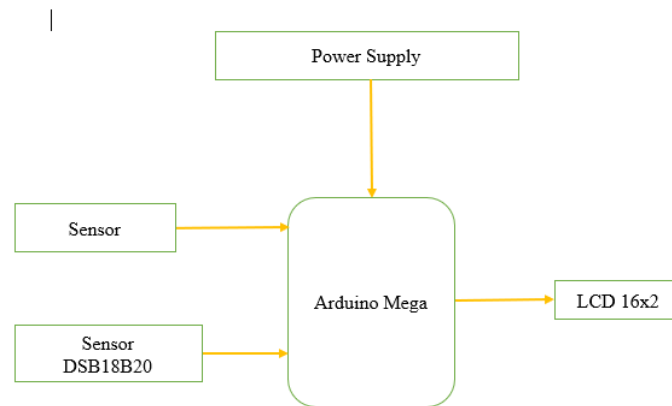 Power Supply
Sensor
Arduino Mega
LCD 16x2
Sensor
DSB18B20